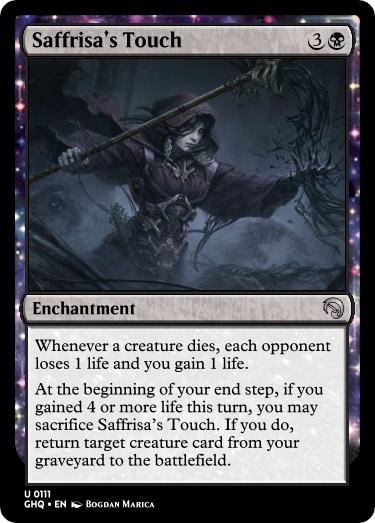 Saffrisa's Touch 3
Enchantment
Whenever a creature dies, each opponent
loses 1 life and you gain 1 life.
At the beginning of your end step, if you
gained 4 or more life this turn, you may
sacrifice Saffrisa's Touch. If you do,
return target creature card from your
graveyard to the battlefield.
U 0111
GHQ • EN Bogdan Marica